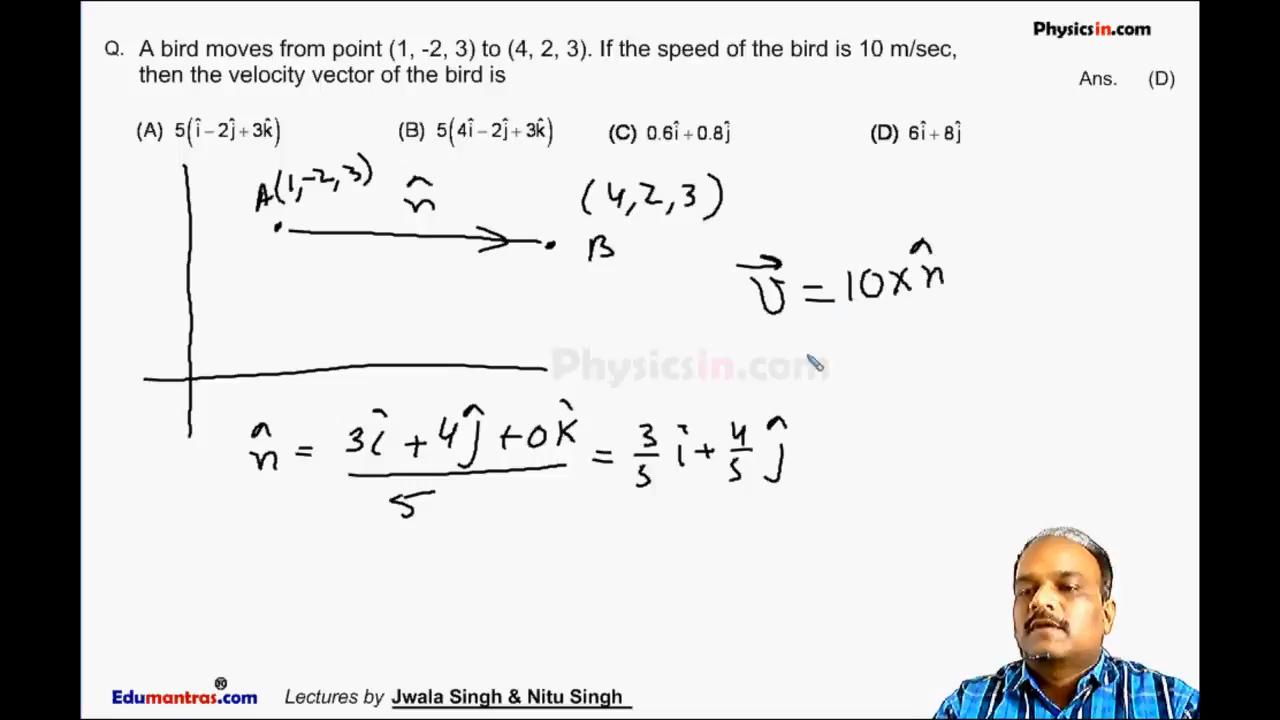 Physicsin.com
Q. A bird moves from point (1, -2, 3) to (4, 2, 3). If the speed of the bird is 10 m/sec,
then the velocity vector of the bird is
Ans. (D)
(A) 5(î − 2ĵ + 3k̂) (B) 5(4î − 2ĵ + 3k̂) (C) 0.6î + 0.8ĵ (D) 6î + 8ĵ
A(1,-2,3) n̂ (4,2,3)
B
v⃗ = 10×n̂
Physicsin.com
n̂ = (3î + 4ĵ + 0k̂)/5 = 3/5 î + 4/5 ĵ
Edumantras.com ® Lectures by Jwala Singh & Nitu Singh